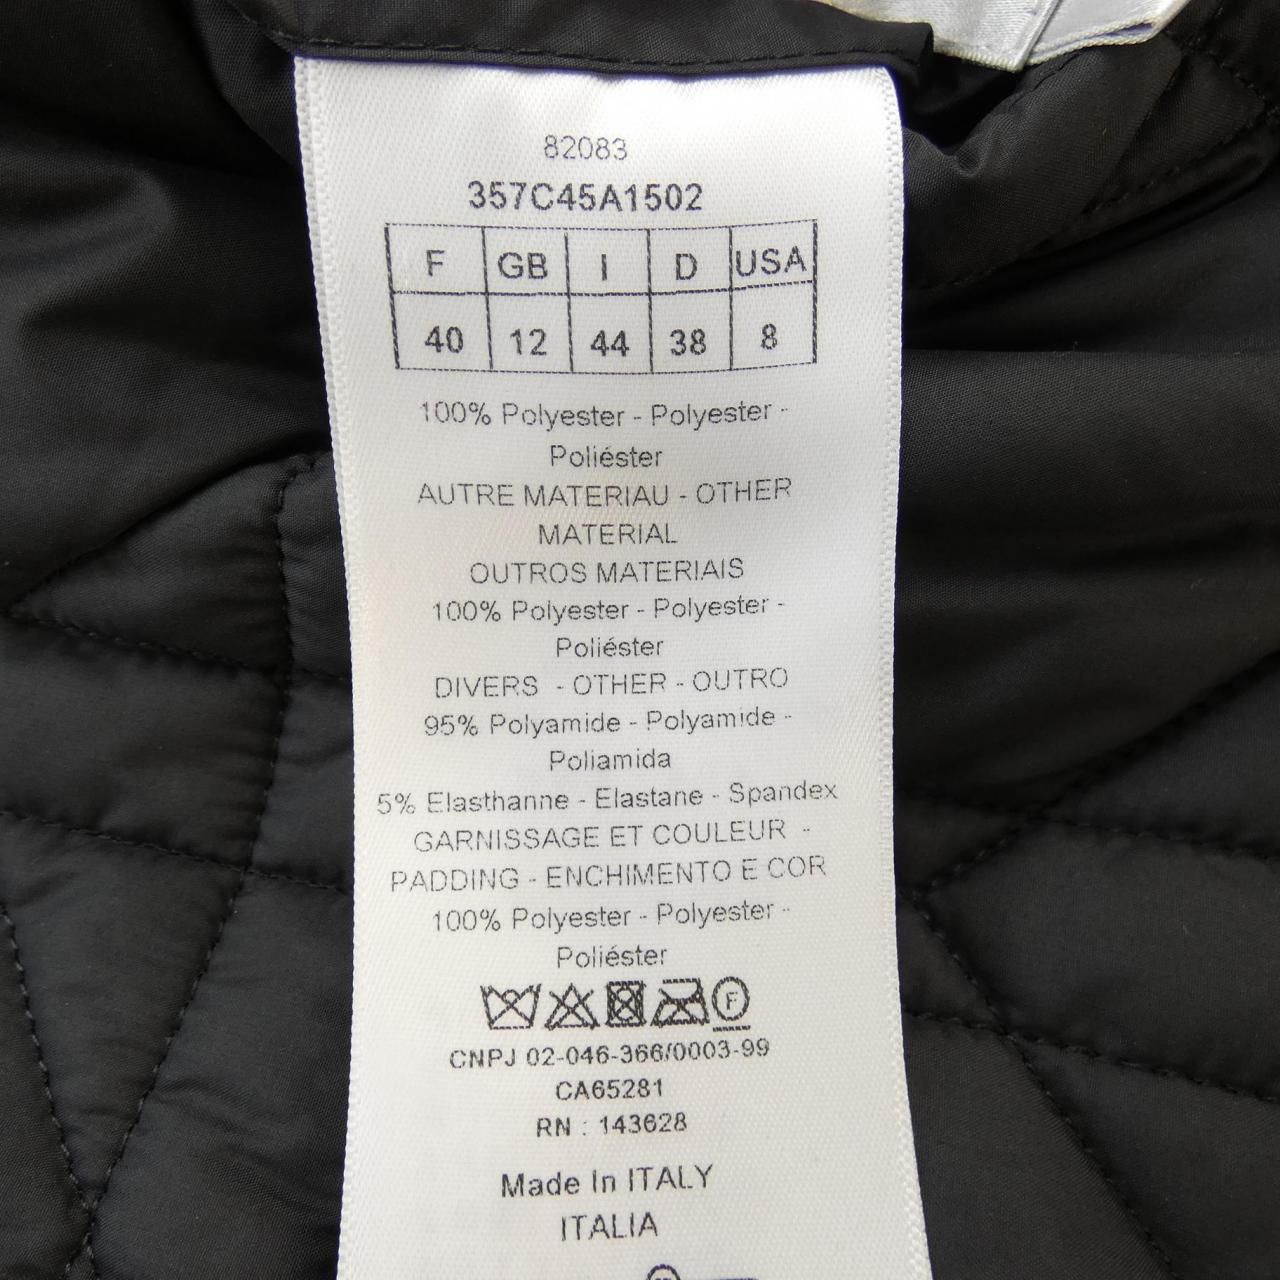 82083
357C45A1502
F GB I D USA
40 12 44 38 8
100% Polyester - Polyester -
Poliéster
AUTRE MATERIAU - OTHER
MATERIAL
OUTROS MATERIAIS
100% Polyester - Polyester -
Poliéster
DIVERS - OTHER - OUTRO
95% Polyamide - Polyamide -
Poliamida
5% Elasthanne - Elastane - Spandex
GARNISSAGE ET COULEUR -
PADDING - ENCHIMENTO E COR
100% Polyester - Polyester -
Poliéster
F
CNPJ 02-046-366/0003-99
CA65281
RN : 143628
Made In ITALY
ITALIA